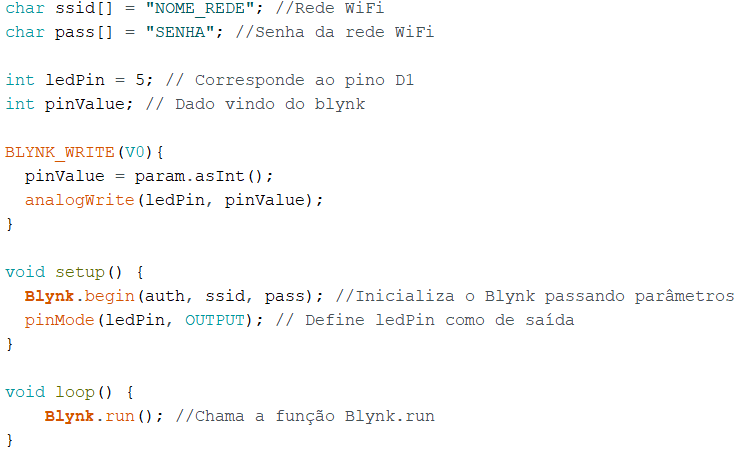 char ssid[] = "NOME_REDE"; //Rede WiFi
char pass[] = "SENHA"; //Senha da rede WiFi
int ledPin = 5; // Corresponde ao pino D1
int pinValue; // Dado vindo do blynk
BLYNK_WRITE(V0){
pinValue = param.asInt();
analogWrite(ledPin, pinValue);
}
void setup() {
Blynk.begin(auth, ssid, pass); //Inicializa o Blynk passando parâmetros
pinMode(ledPin, OUTPUT); // Define ledPin como de saída
}
void loop() {
Blynk.run(); //Chama a função Blynk.run
}